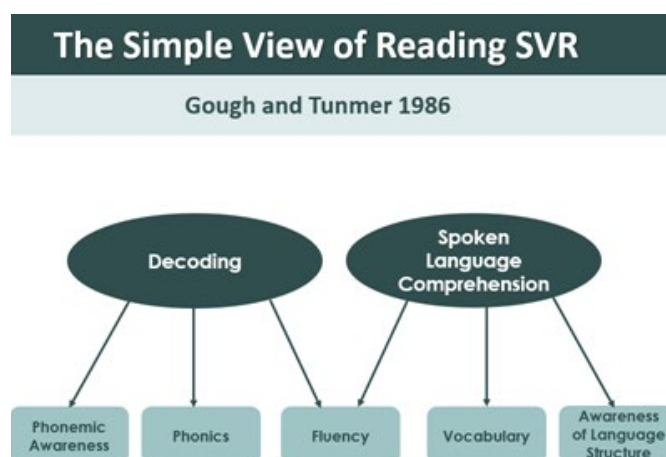 The Simple View of Reading SVR
Gough and Tunmer 1986
Decoding
Spoken
Language
Comprehension
Phonemic
Awareness
Phonics
Fluency
Vocabulary
Awareness
of Language
Structure